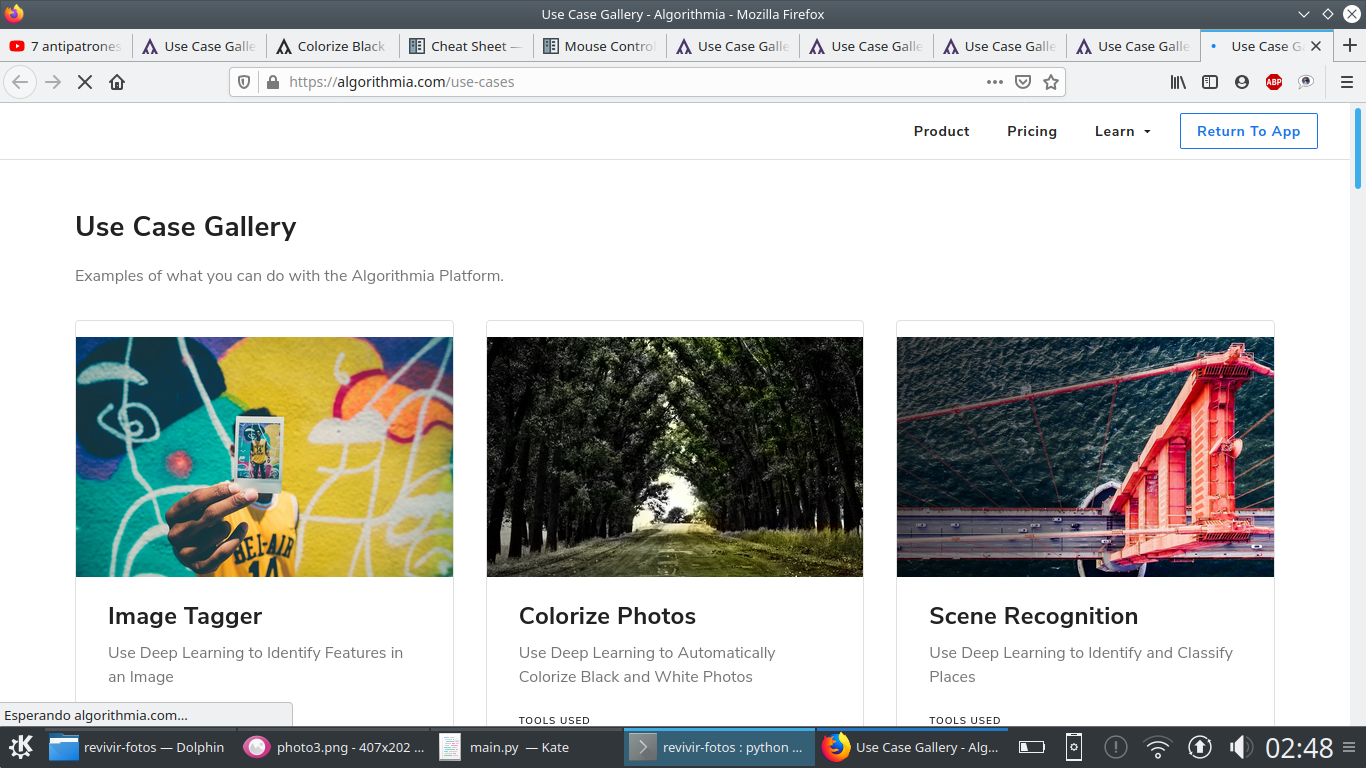 Use Case Gallery - Algorithmia - Mozilla Firefox
7 antipatrones
Use Case Galle
Colorize Black
Cheat Sheet —
Mouse Control
Use Case Galle
Use Case Galle
Use Case Galle
Use Case Galle
Use Case Ga
https://algorithmia.com/use-cases
ABP
Product
Pricing
Learn
Return To App
Use Case Gallery
Examples of what you can do with the Algorithmia Platform.
BEL-AIR
14
Image Tagger
Use Deep Learning to Identify Features in
an Image
Colorize Photos
Use Deep Learning to Automatically
Colorize Black and White Photos
TOOLS USED
Scene Recognition
Use Deep Learning to Identify and Classify
Places
TOOLS USED
Esperando algorithmia.com...
revivir-fotos — Dolphin
photo3.png - 407x202 ...
main.py — Kate
revivir-fotos : python ...
Use Case Gallery - Alg...
02:48